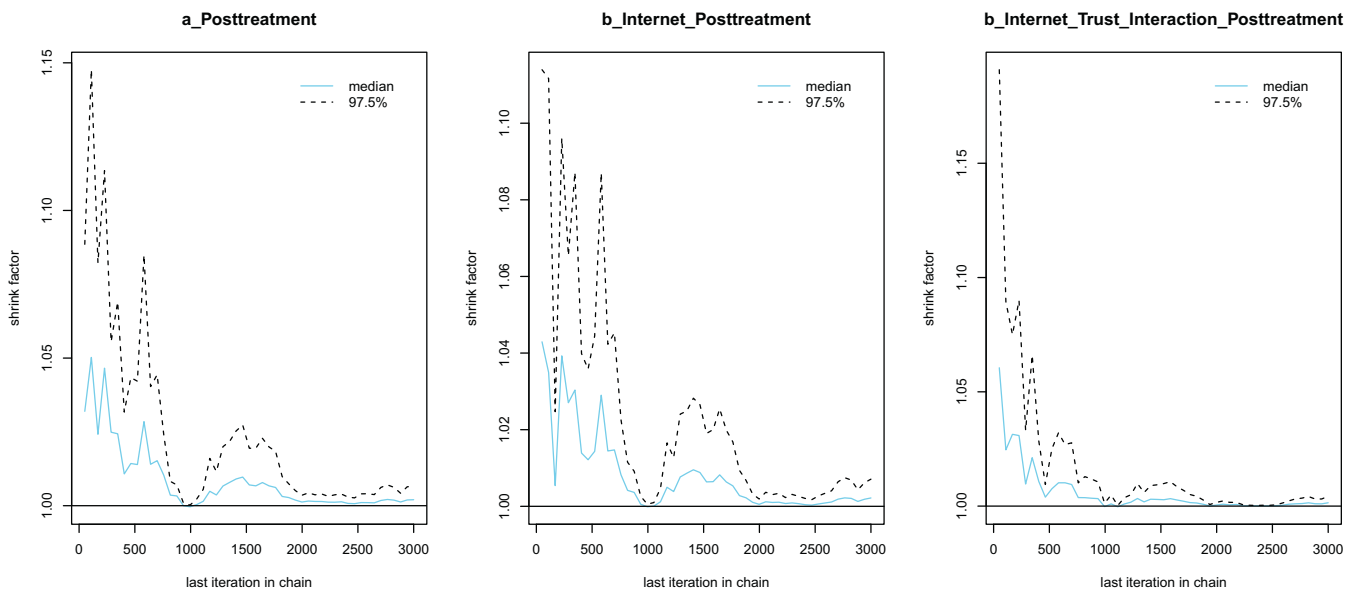 a_Posttreatment
1.15
1.10
1.05
1.00
shrink factor
median
97.5%
0 500 1000 1500 2000 2500 3000
last iteration in chain
b_Internet_Posttreatment
1.10
1.08
1.06
1.04
1.02
1.00
shrink factor
median
97.5%
0 500 1000 1500 2000 2500 3000
last iteration in chain
b_Internet_Trust_Interaction_Posttreatment
1.15
1.10
1.05
1.00
shrink factor
median
97.5%
0 500 1000 1500 2000 2500 3000
last iteration in chain